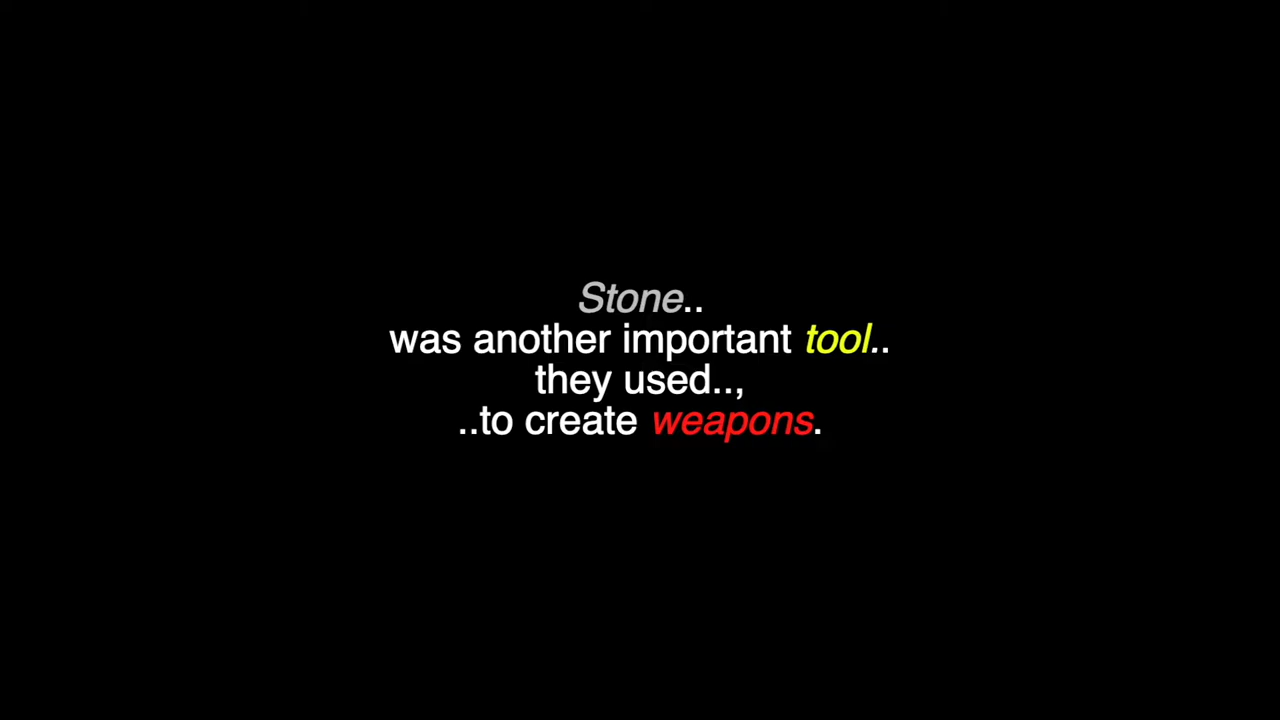 Stone..
was another important tool..
they used..,
..to create weapons.